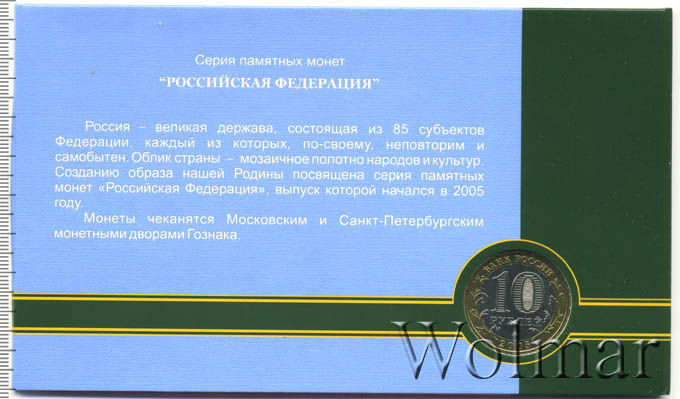 Серия памятных монет
“РОССИЙСКАЯ ФЕДЕРАЦИЯ”
Россия – великая держава, состоящая из 85 субъектов
Федерации, каждый из которых, по-своему, неповторим и
самобытен. Облик страны – мозаичное полотно народов и культур.
Созданию образа нашей Родины посвящена серия памятных
монет «Российская Федерация», выпуск которой начался в 2005
году.
Монеты чеканятся Московским и Санкт-Петербургским
монетными дворами Гознака.
БАНК РОССИИ
10
РУБЛЕЙ
Wolmar